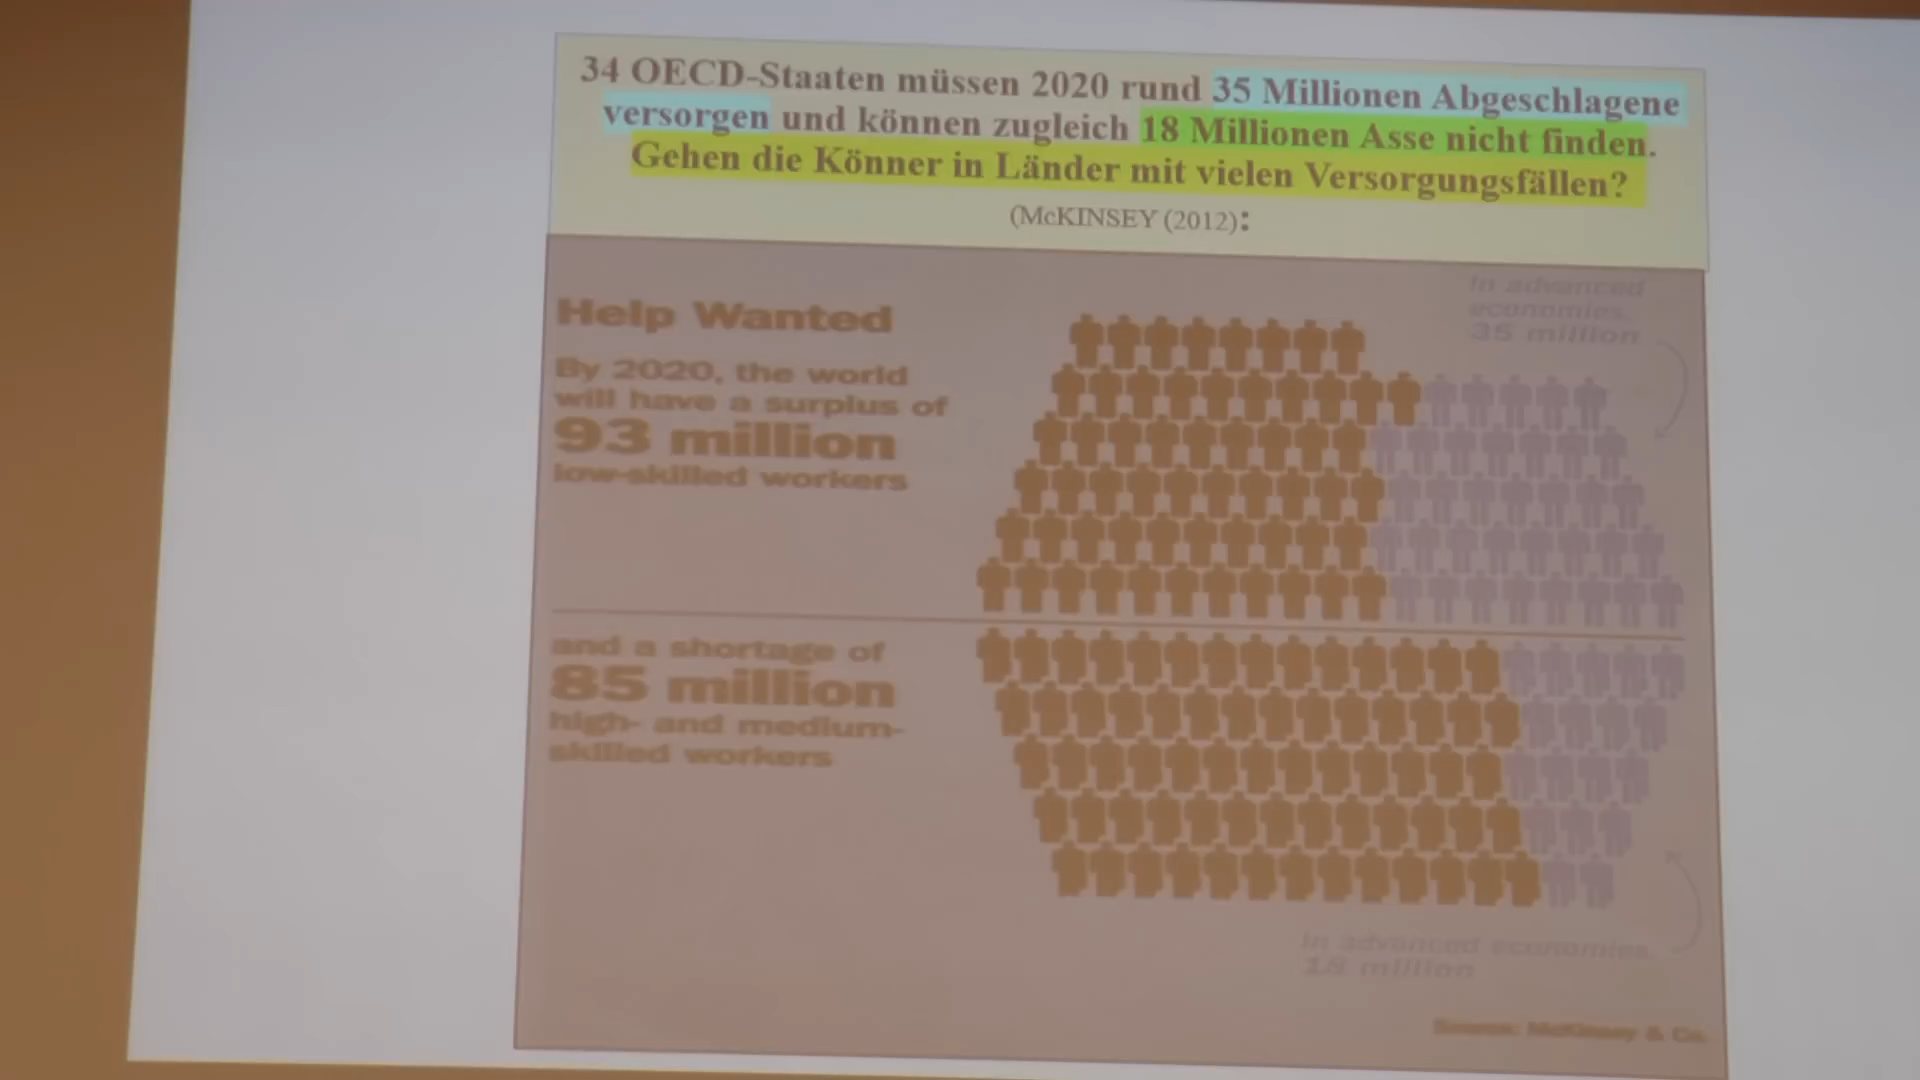 34 OECD-Staaten müssen 2020 rund 35 Millionen Abgeschlagene
versorgen und können zugleich 18 Millionen Asse nicht finden.
Gehen die Könner in Länder mit vielen Versorgungsfällen?
(McKINSEY (2012):
In advanced
economies,
35 million
Help Wanted
By 2020, the world
will have a surplus of
93 million
low-skilled workers
and a shortage of
85 million
high- and medium-
skilled workers
In advanced economies,
18 million
Source: McKinsey & Co.